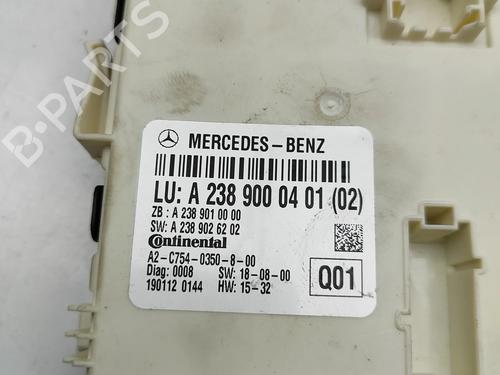 B-PARTS
MERCEDES-BENZ
LU: A 238 900 04 01 (02)
ZB : A 238 901 00 00
SW: A 238 902 62 02
Continental
A2-C754-0350-8-00
Diag: 0008 SW: 18-08-00
190112 0144 HW: 15-32
Q01